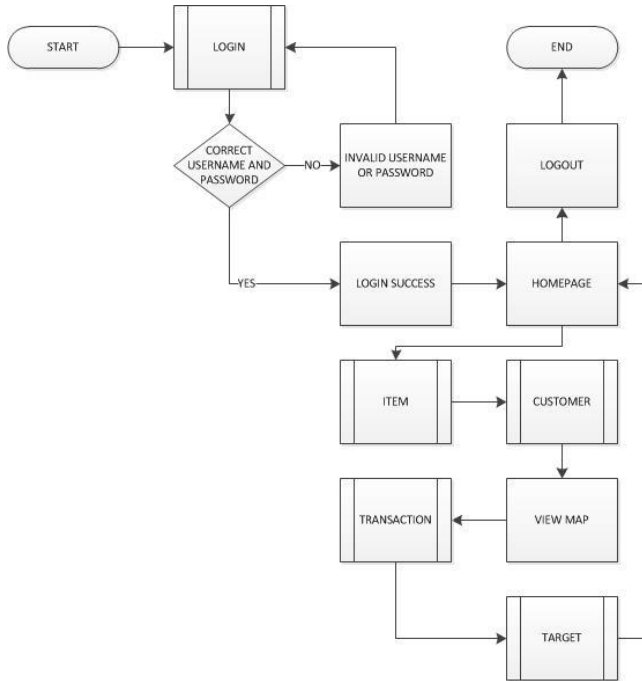 START
LOGIN
END
CORRECT
USERNAME AND
PASSWORD
NO
INVALID USERNAME
OR PASSWORD
LOGOUT
YES
LOGIN SUCCESS
HOMEPAGE
ITEM
CUSTOMER
TRANSACTION
VIEW MAP
TARGET